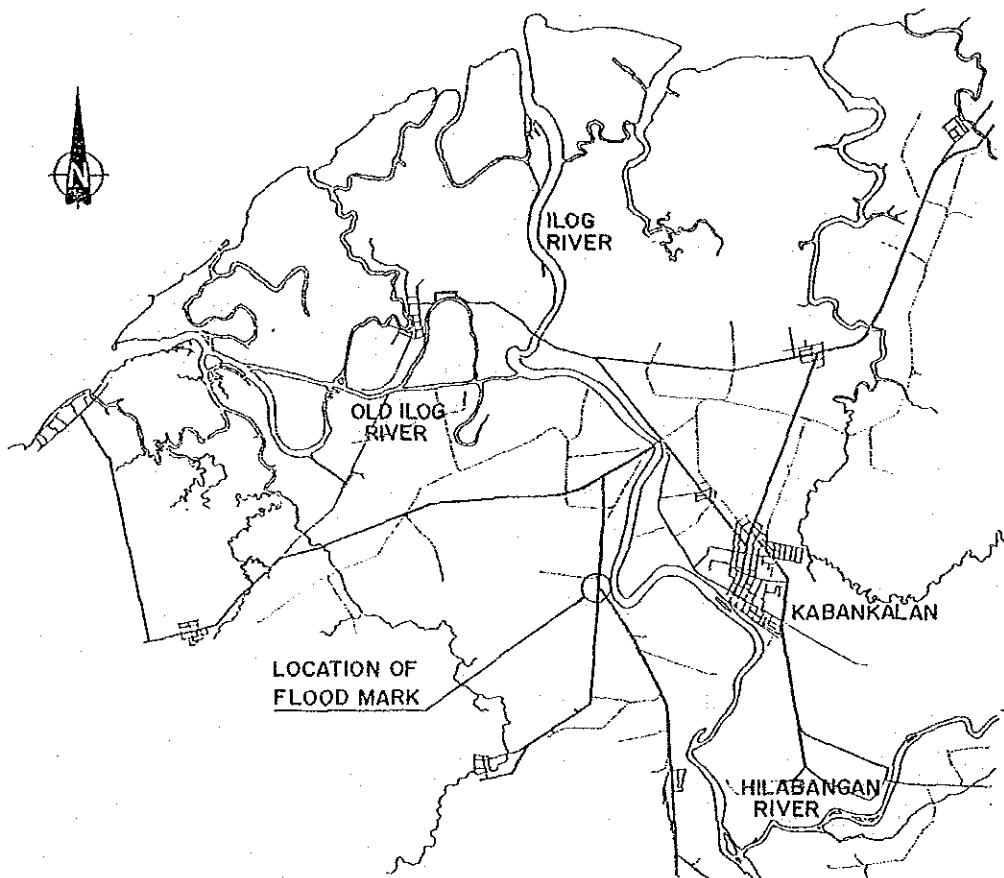 N
ILOG
RIVER
OLD ILOG
RIVER
KABANKALAN
LOCATION OF
FLOOD MARK
HILABANGAN
RIVER